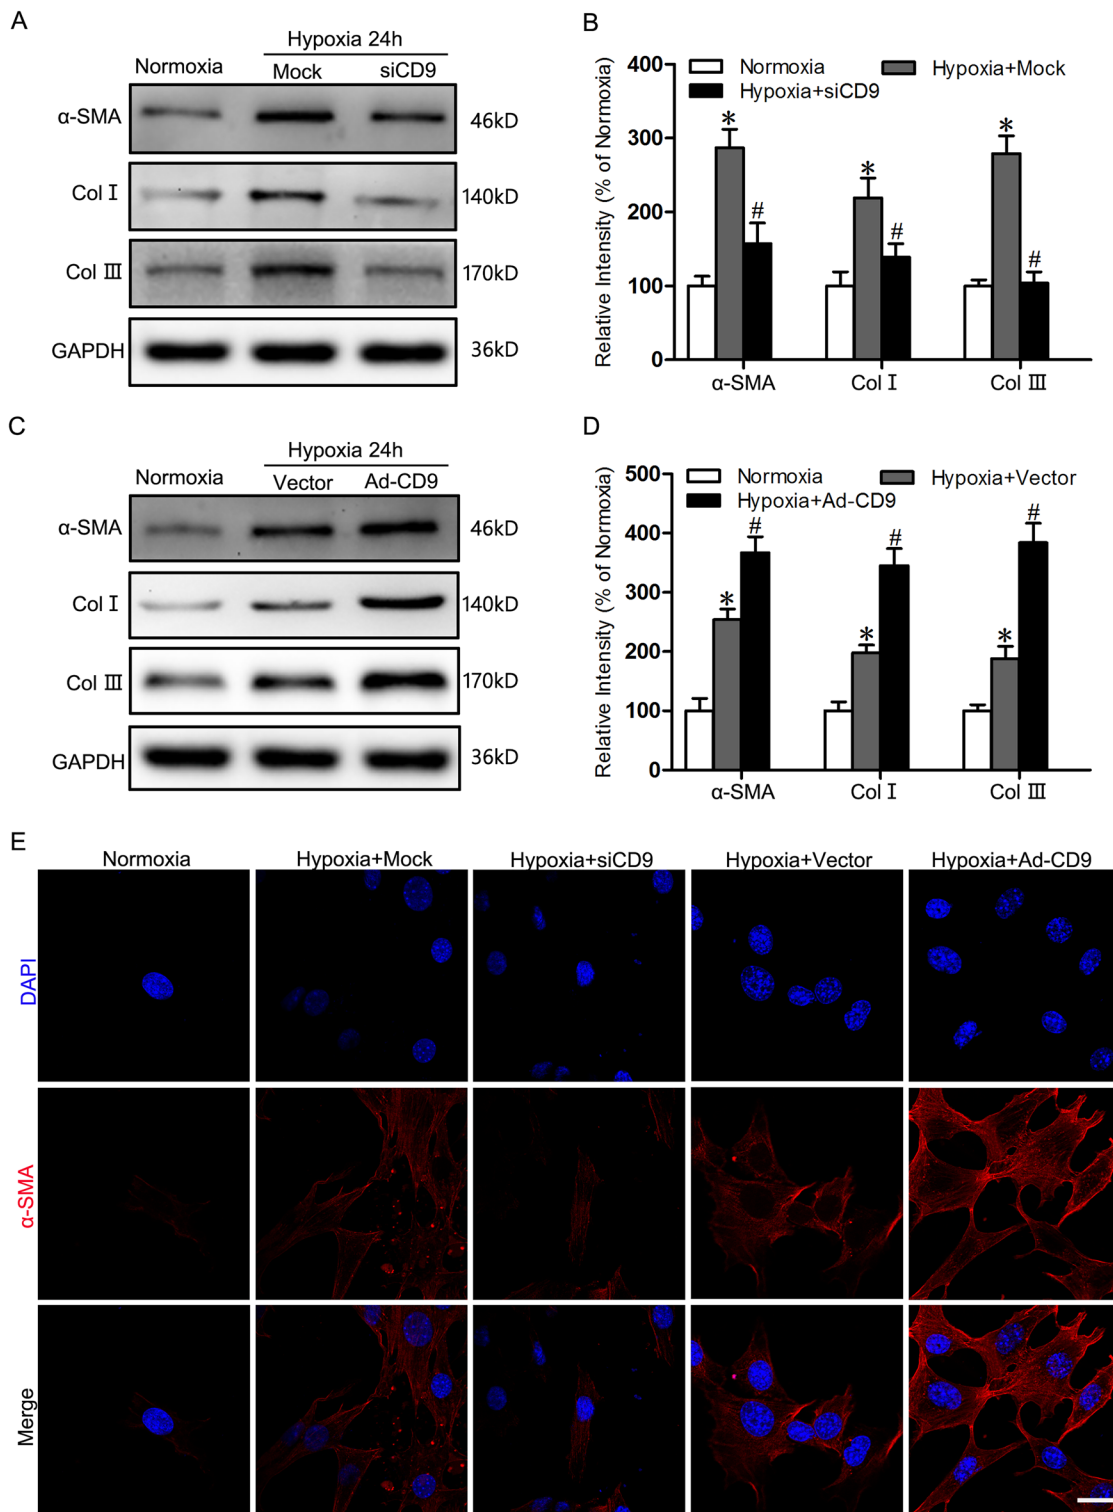 A
Hypoxia 24h
Normoxia Mock siCD9
α-SMA 46kD
Col Ⅰ 140kD
Col Ⅲ 170kD
GAPDH 36kD
B
Normoxia Hypoxia+Mock
Hypoxia+siCD9
Relative Intensity (% of Normoxia)
400
300
200
100
0
* # * # * #
α-SMA Col Ⅰ Col Ⅲ
C
Hypoxia 24h
Normoxia Vector Ad-CD9
α-SMA 46kD
Col Ⅰ 140kD
Col Ⅲ 170kD
GAPDH 36kD
D
Normoxia Hypoxia+Vector
Hypoxia+Ad-CD9
Relative Intensity (% of Normoxia)
500
400
300
200
100
0
* # * # * #
α-SMA Col Ⅰ Col Ⅲ
E
Normoxia Hypoxia+Mock Hypoxia+siCD9 Hypoxia+Vector Hypoxia+Ad-CD9
DAPI
α-SMA
Merge